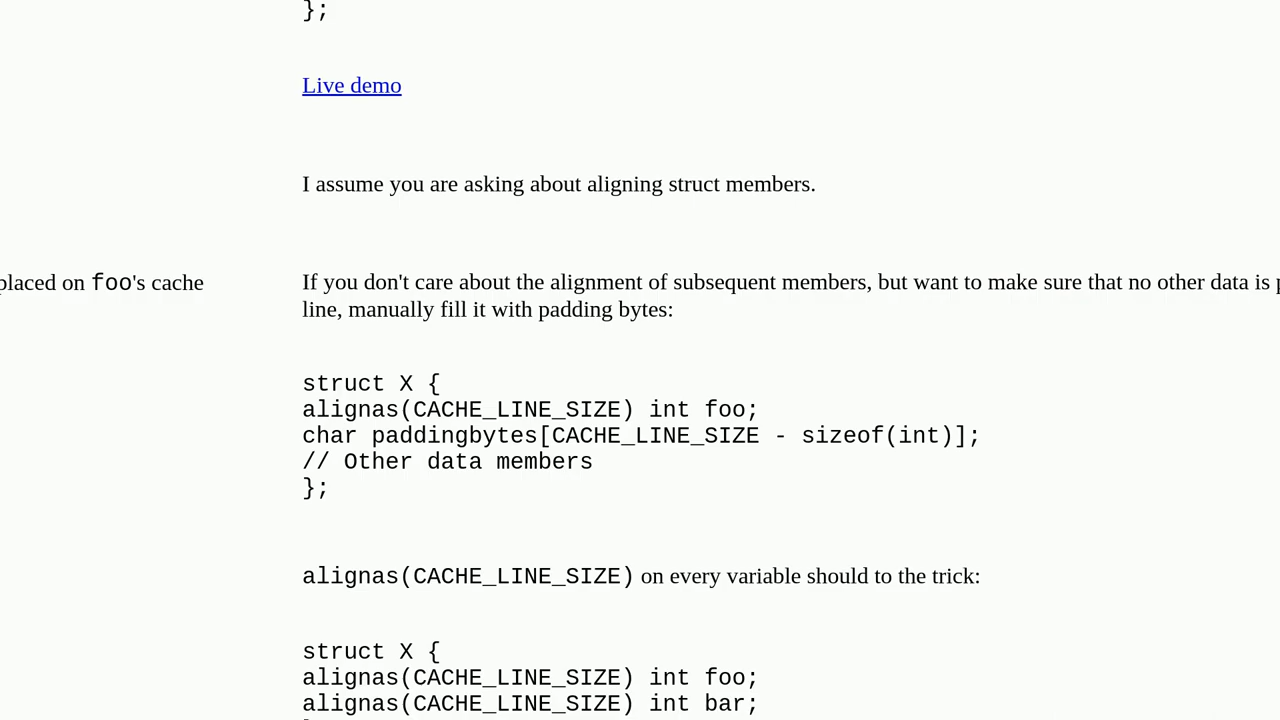 };
Live demo
I assume you are asking about aligning struct members.
If you don't care about the alignment of subsequent members, but want to make sure that no other data is
placed on foo's cache
line, manually fill it with padding bytes:
struct X {
alignas(CACHE_LINE_SIZE) int foo;
char paddingbytes[CACHE_LINE_SIZE - sizeof(int)];
// Other data members
};
alignas(CACHE_LINE_SIZE) on every variable should to the trick:
struct X {
alignas(CACHE_LINE_SIZE) int foo;
alignas(CACHE_LINE_SIZE) int bar;